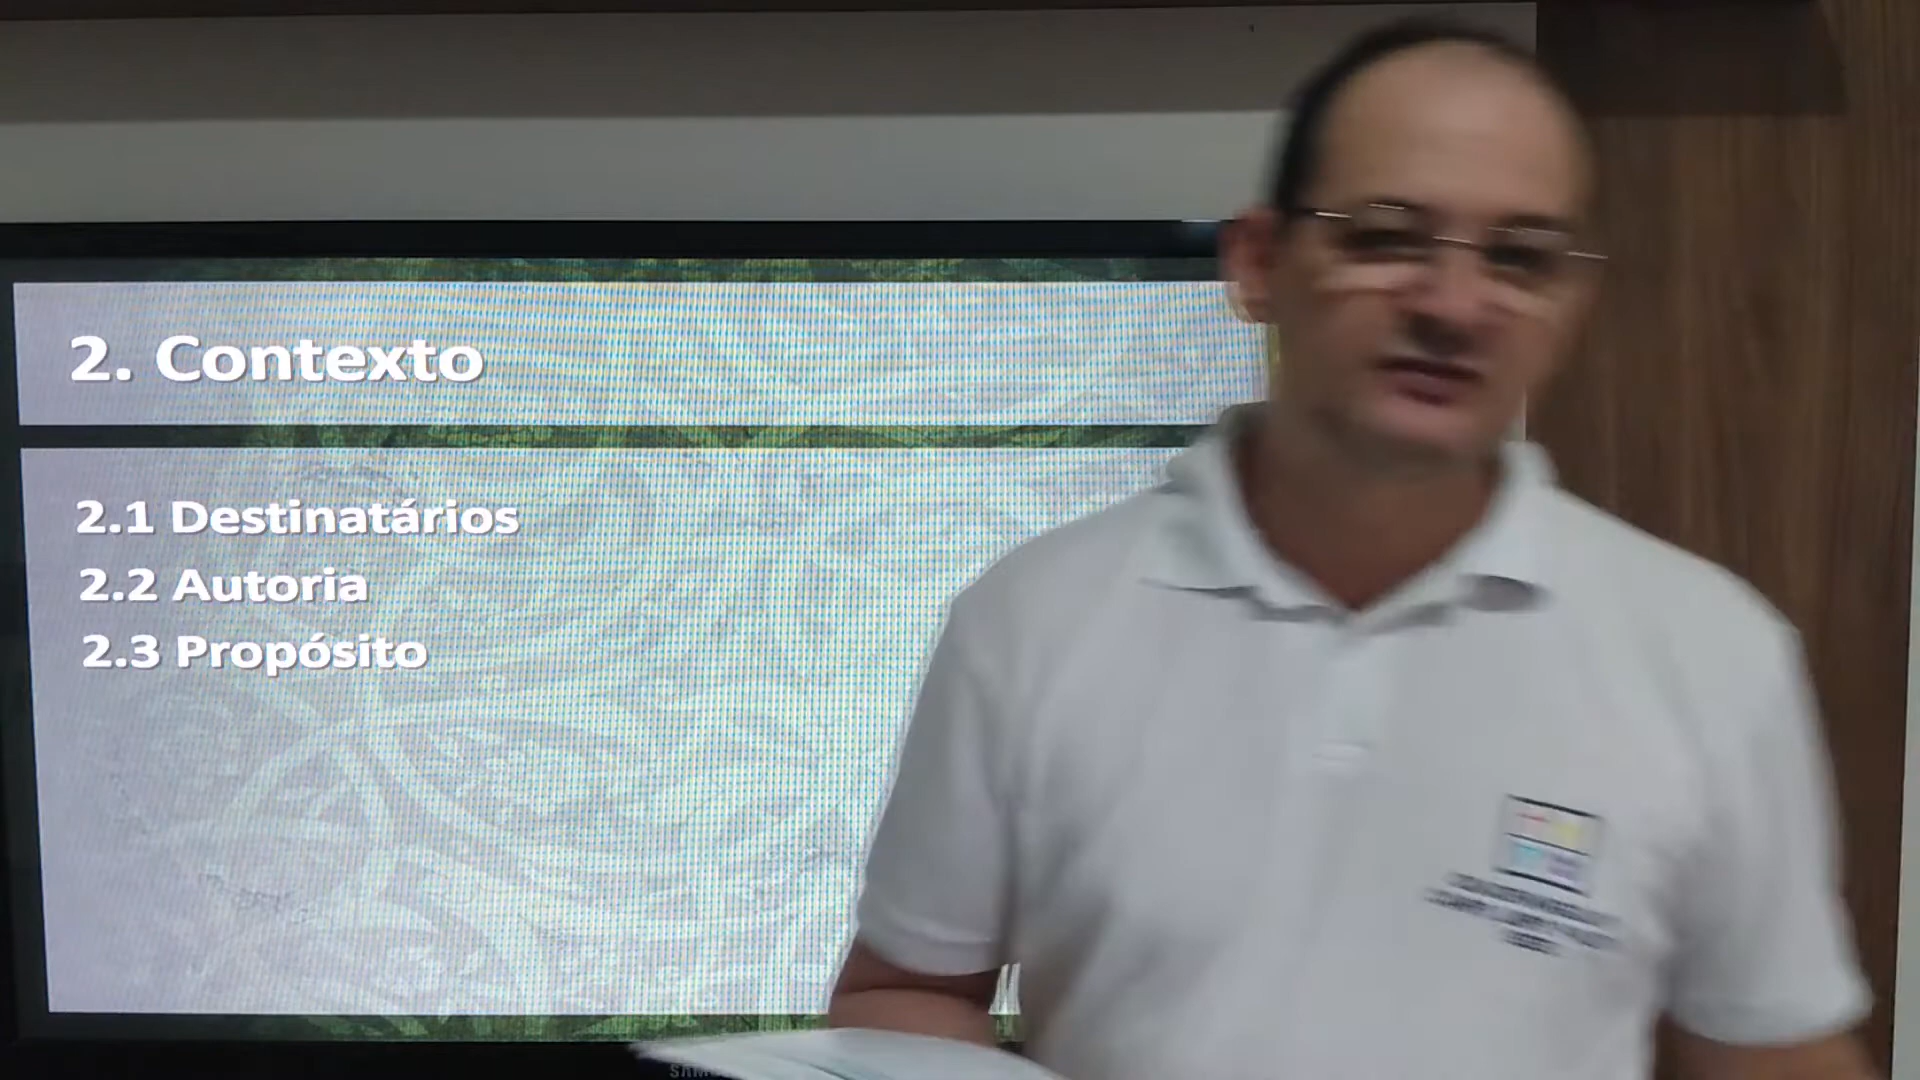 2. Contexto
2.1 Destinatários
2.2 Autoria
2.3 Propósito